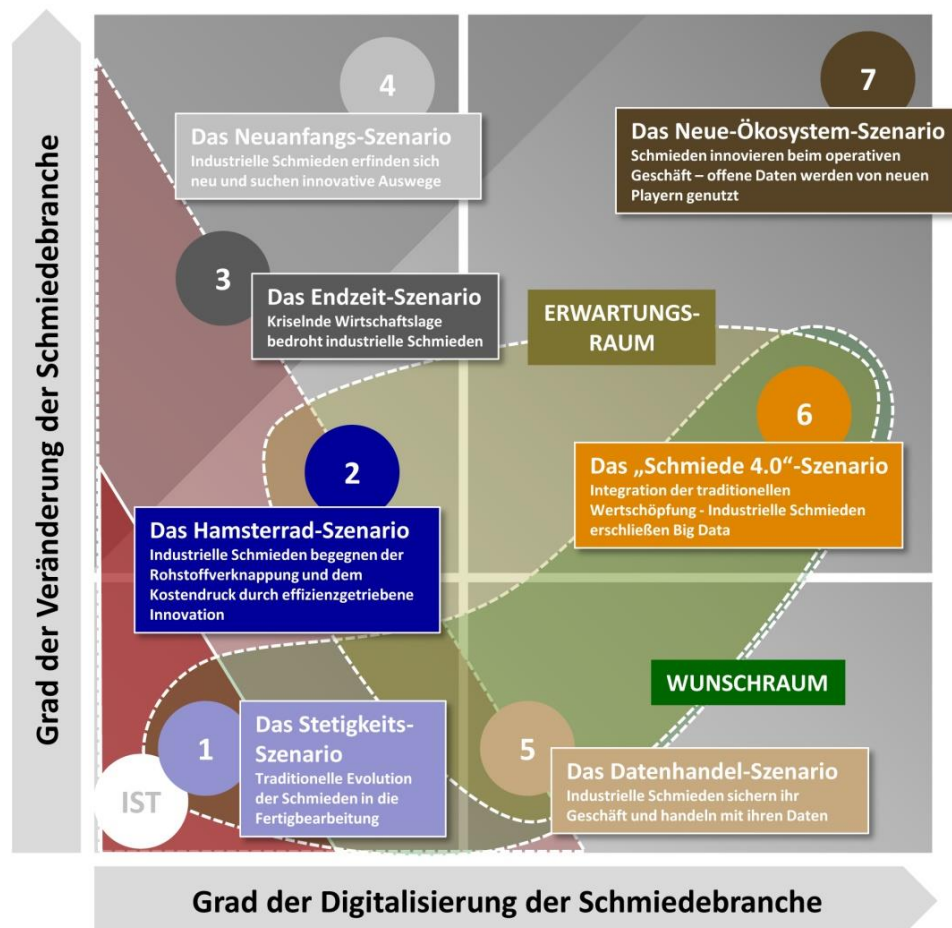 Grad der Veränderung der Schmiedebranche
4
Das Neuanfangs-Szenario
Industrielle Schmieden erfinden sich
neu und suchen innovative Auswege
7
Das Neue-Ökosystem-Szenario
Schmieden innovieren beim operativen
Geschäft – offene Daten werden von neuen
Playern genutzt
3
Das Endzeit-Szenario
Kriselnde Wirtschaftslage
bedroht industrielle Schmieden
ERWARTUNGS-
RAUM
6
Das „Schmiede 4.0“-Szenario
Integration der traditionellen
Wertschöpfung - Industrielle Schmieden
erschließen Big Data
2
Das Hamsterrad-Szenario
Industrielle Schmieden begegnen der
Rohstoffverknappung und dem
Kostendruck durch effizienzgetriebene
Innovation
WUNSCHRAUM
1
Das Stetigkeits-
Szenario
Traditionelle Evolution
der Schmieden in die
Fertigbearbeitung
5
Das Datenhandel-Szenario
Industrielle Schmieden sichern ihr
Geschäft und handeln mit ihren Daten
IST
Grad der Digitalisierung der Schmiedebranche